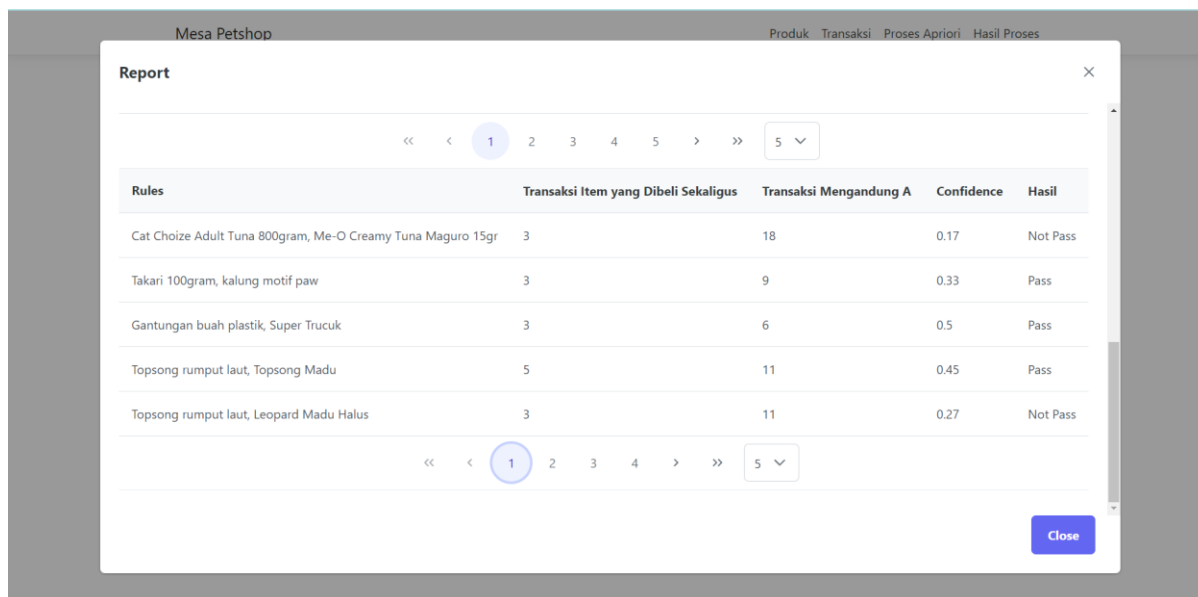 Mesa Petshop Produk Transaksi Proses Apriori Hasil Proses
Report ×
<< < 1 2 3 4 5 > >> 5
Rules Transaksi Item yang Dibeli Sekaligus Transaksi Mengandung A Confidence Hasil
Cat Choize Adult Tuna 800gram, Me-O Creamy Tuna Maguro 15gr 3 18 0.17 Not Pass
Takari 100gram, kalung motif paw 3 9 0.33 Pass
Gantungan buah plastik, Super Trucuk 3 6 0.5 Pass
Topsong rumput laut, Topsong Madu 5 11 0.45 Pass
Topsong rumput laut, Leopard Madu Halus 3 11 0.27 Not Pass
<< < 1 2 3 4 > >> 5
Close